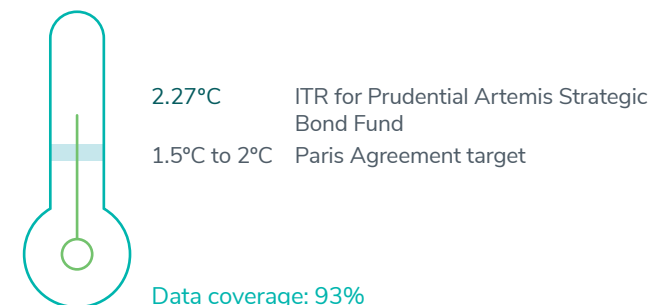 2.27°C ITR for Prudential Artemis Strategic
Bond Fund
1.5°C to 2°C Paris Agreement target
Data coverage: 93%